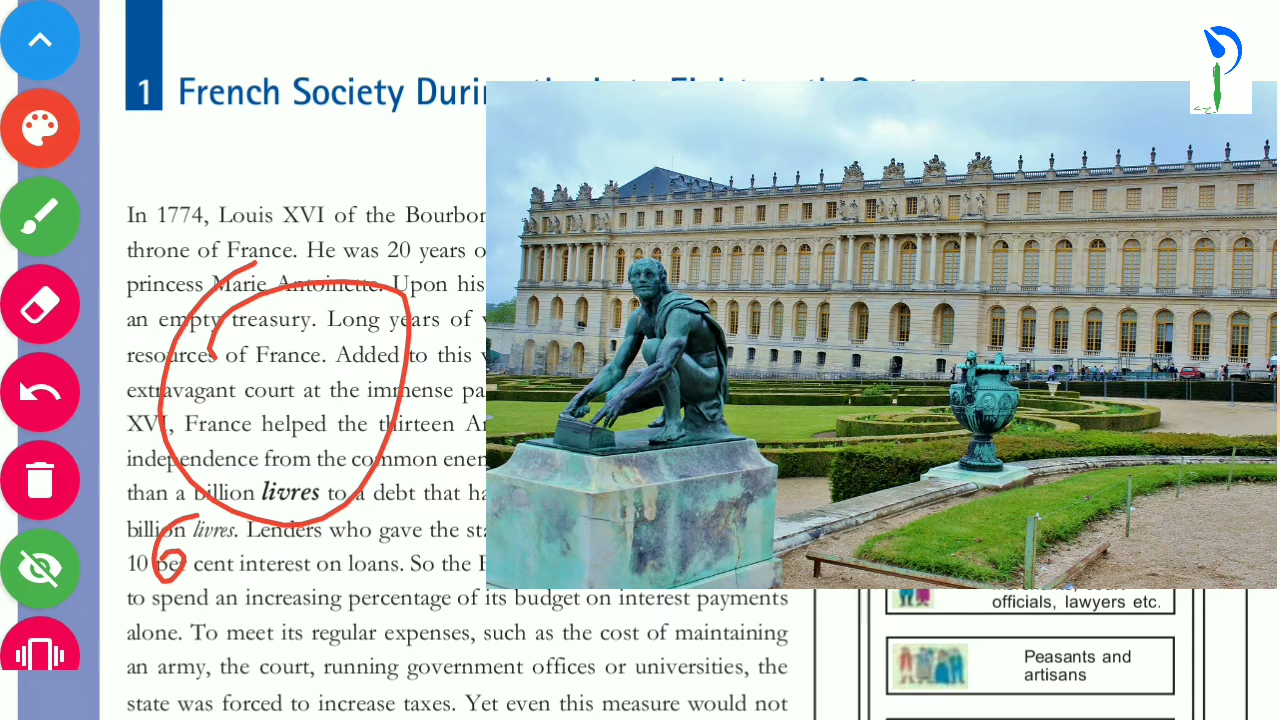 1 French Society Duri
In 1774, Louis XVI of the Bourbon
throne of France. He was 20 years o
princess Marie Antoinette. Upon his
an empty treasury. Long years of
resources of France. Added to this
extravagant court at the immense pa
XVI, France helped the thirteen A
independence from the common ene
than a billion livres to a debt that ha
billion livres. Lenders who gave the sta
10 per cent interest on loans. So the
to spend an increasing percentage of its budget on interest payments
alone. To meet its regular expenses, such as the cost of maintaining
an army, the court, running government offices or universities, the
state was forced to increase taxes. Yet even this measure would not
6
officials, lawyers etc.
Peasants and
artisans